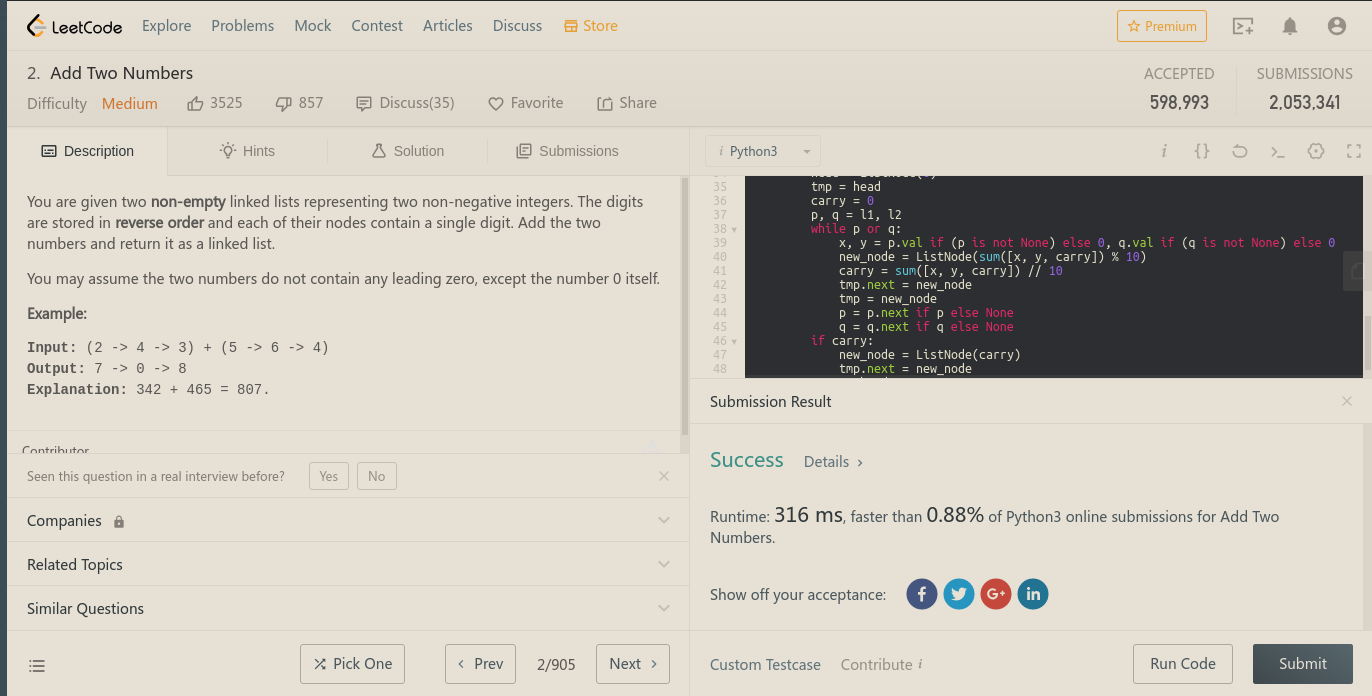 LeetCode Explore Problems Mock Contest Articles Discuss Store Premium
2. Add Two Numbers
ACCEPTED SUBMISSIONS
Difficulty Medium 3525 857 Discuss(35) Favorite Share
598,993 2,053,341
Description Hints Solution Submissions
You are given two non-empty linked lists representing two non-negative integers. The digits
are stored in reverse order and each of their nodes contain a single digit. Add the two
numbers and return it as a linked list.
You may assume the two numbers do not contain any leading zero, except the number 0 itself.
Example:
Input: (2 -> 4 -> 3) + (5 -> 6 -> 4)
Output: 7 -> 0 -> 8
Explanation: 342 + 465 = 807.
Contributor
Seen this question in a real interview before? Yes No
Companies
Related Topics
Similar Questions
Pick One Prev 2/905 Next
i Python3
i {}
35 tmp = head
36 carry = 0
37 p, q = l1, l2
38 while p or q:
39 x, y = p.val if (p is not None) else 0, q.val if (q is not None) else 0
40 new_node = ListNode(sum([x, y, carry]) % 10)
41 carry = sum([x, y, carry]) // 10
42 tmp.next = new_node
43 tmp = new_node
44 p = p.next if p else None
45 q = q.next if q else None
46 if carry:
47 new_node = ListNode(carry)
48 tmp.next = new_node
Submission Result
Success Details
Runtime: 316 ms, faster than 0.88% of Python3 online submissions for Add Two
Numbers.
Show off your acceptance: f G+ in
Custom Testcase Contribute i Run Code Submit